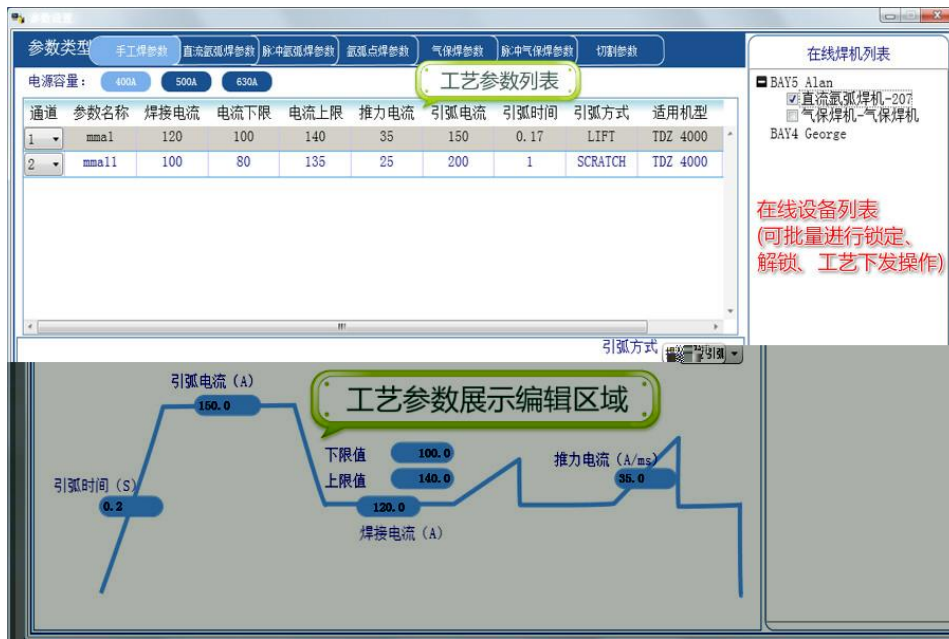 参数设置
参数类型 手工焊参数 直流氩弧焊参数 脉冲氩弧焊参数 氩弧点焊参数 气保焊参数 脉冲气保焊参数 切割参数
电源容量： 400A 500A 630A
工艺参数列表
通道 参数名称 焊接电流 电流下限 电流上限 推力电流 引弧电流 引弧时间 引弧方式 适用机型
1 mma1 120 100 140 35 150 0.17 LIFT TDZ 4000
2 mma11 100 80 135 25 200 1 SCRATCH TDZ 4000
引弧方式
工艺参数展示编辑区域
引弧电流（A）
150.0
下限值 100.0
上限值 140.0
推力电流（A/ms）
35.0
引弧时间（S）
0.2
120.0
焊接电流（A）
在线焊机列表
BAY5 Alan
直流氩弧焊机-207
气保焊机-气保焊机
BAY4 George
在线设备列表
(可批量进行锁定、
解锁、工艺下发操作)